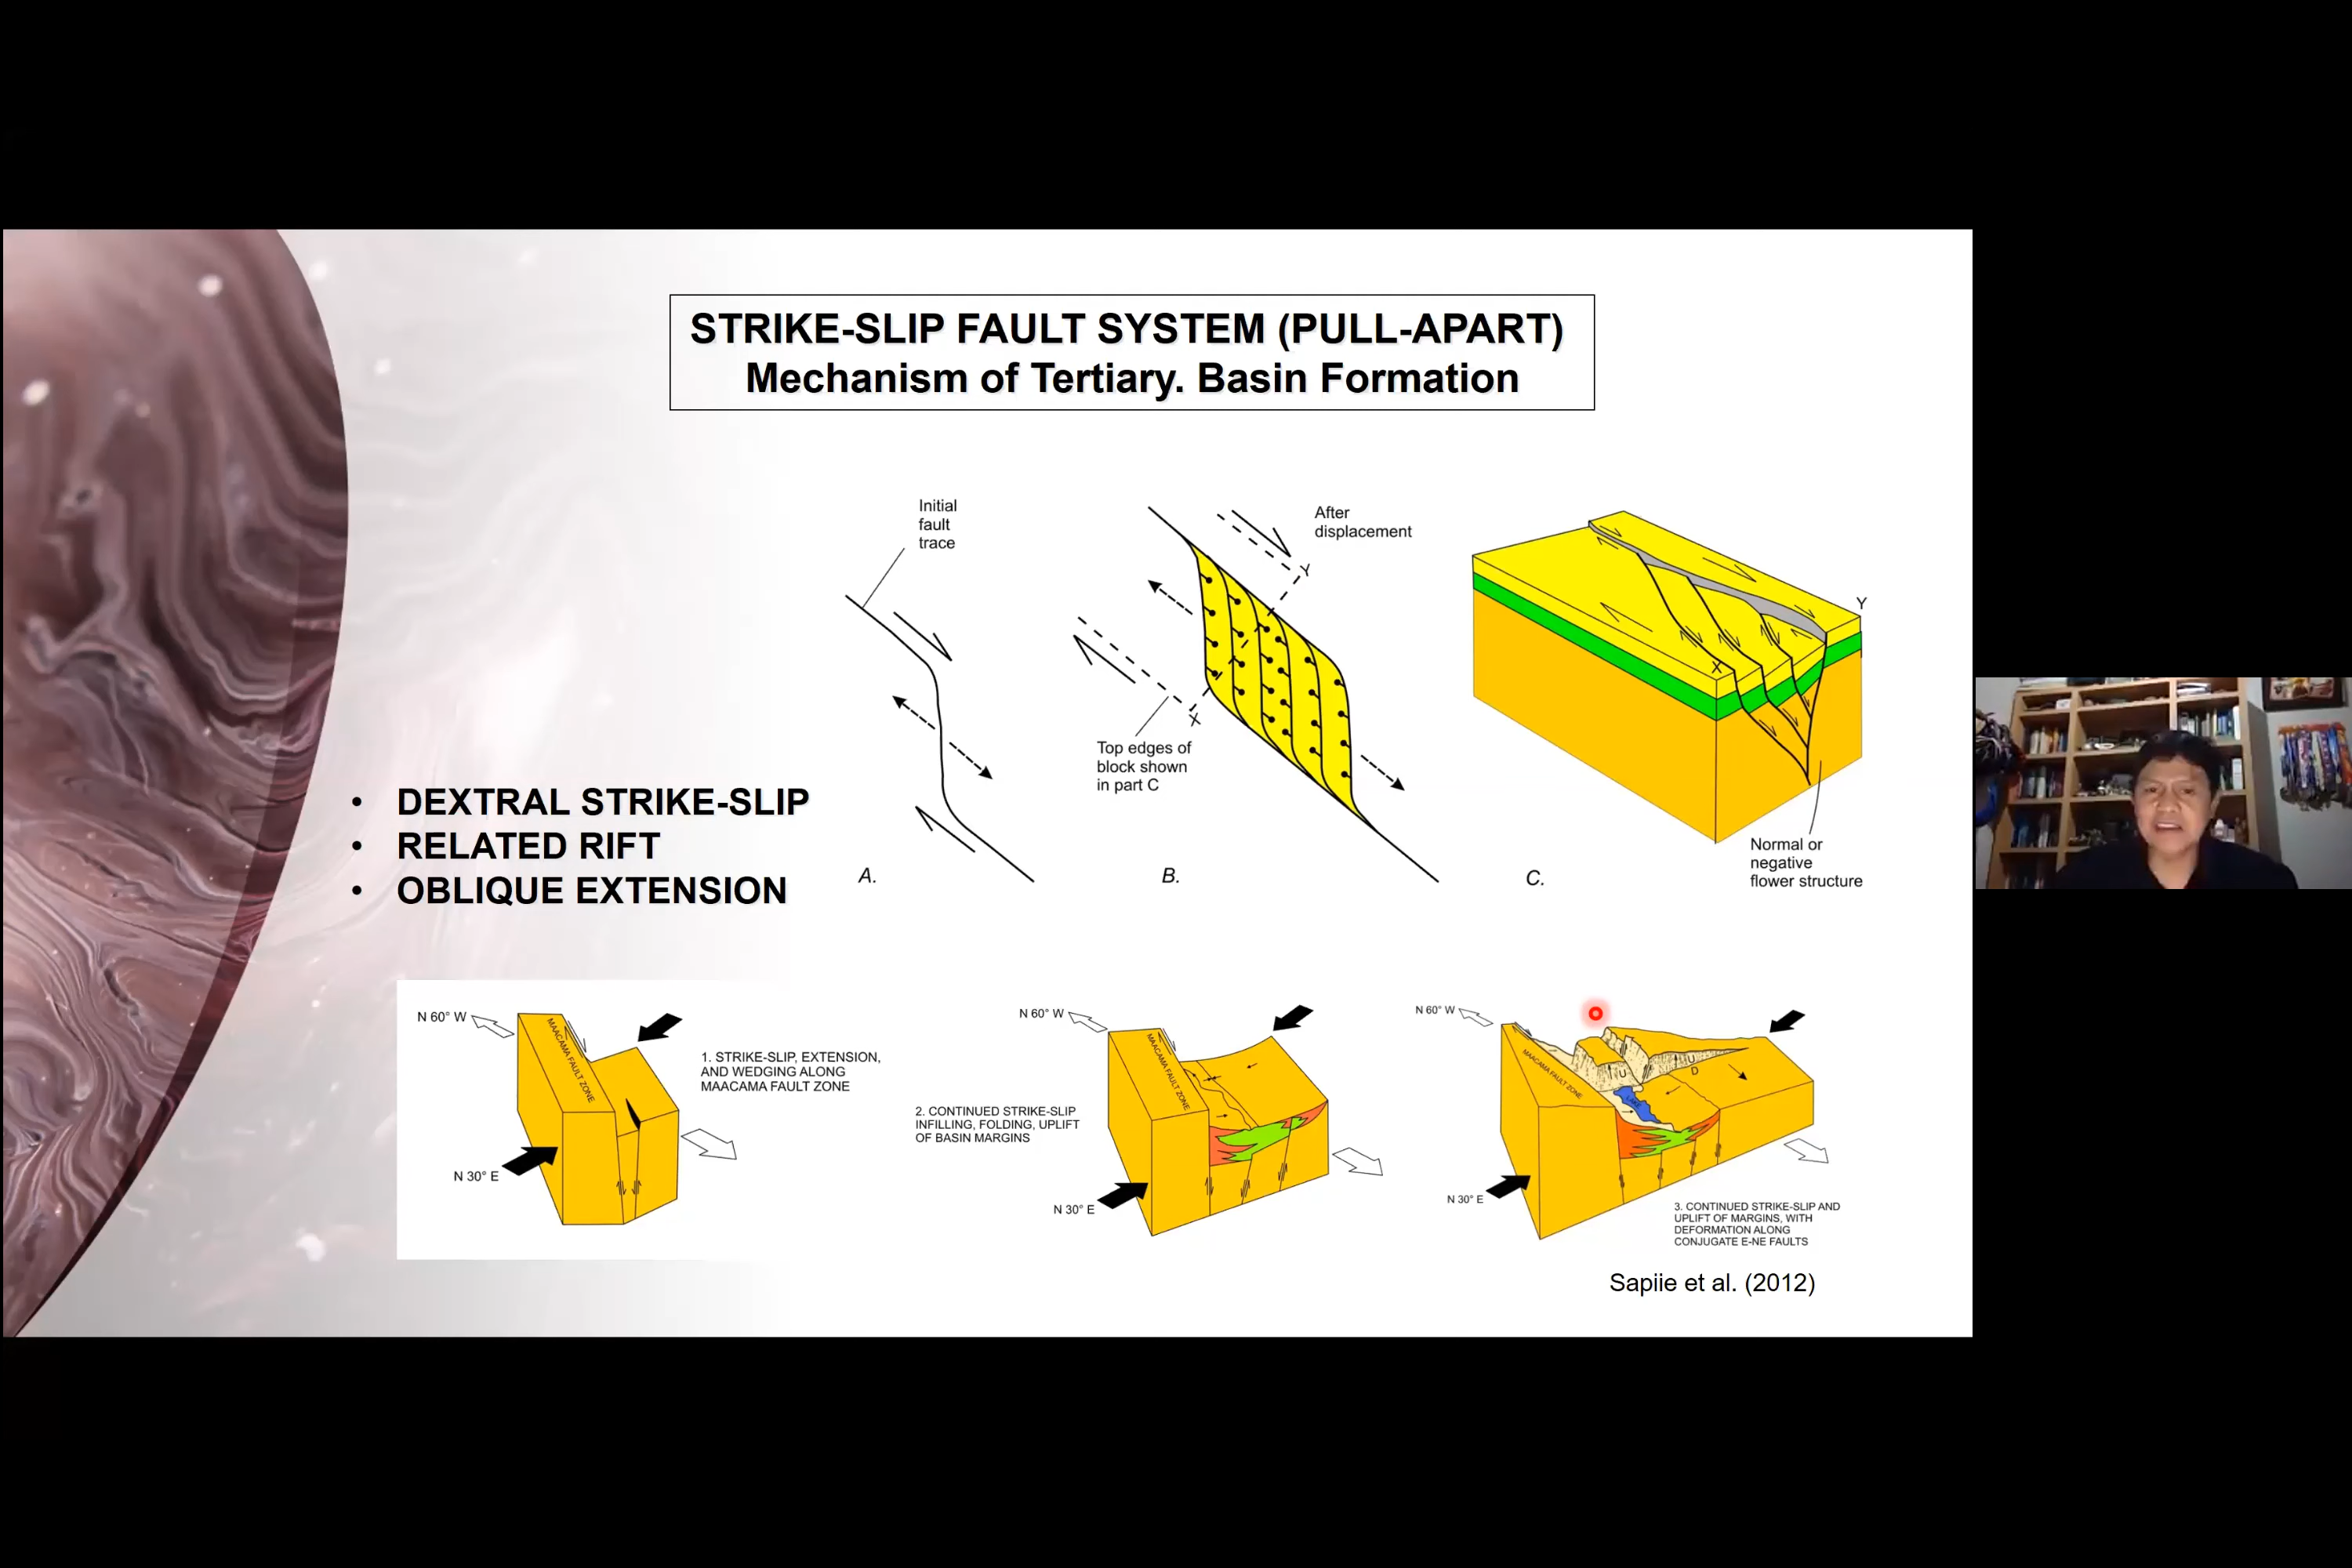 STRIKE-SLIP FAULT SYSTEM (PULL-APART)
Mechanism of Tertiary. Basin Formation
Initial
fault
trace
After
displacement
Y
X
Top edges of
block shown
in part C
Y
X
Normal or
negative
flower structure
A.
B.
C.
• DEXTRAL STRIKE-SLIP
• RELATED RIFT
• OBLIQUE EXTENSION
N 60° W
MAACAMA FAULT ZONE
N 30° E
1. STRIKE-SLIP, EXTENSION,
AND WEDGING ALONG
MAACAMA FAULT ZONE
N 60° W
MAACAMA FAULT ZONE
2. CONTINUED STRIKE-SLIP
INFILLING, FOLDING, UPLIFT
OF BASIN MARGINS
N 30° E
N 60° W
MAACAMA FAULT ZONE
U
U
D
LAKE
N 30° E
3. CONTINUED STRIKE-SLIP AND
UPLIFT OF MARGINS, WITH
DEFORMATION ALONG
CONJUGATE E-NE FAULTS
Sapiie et al. (2012)